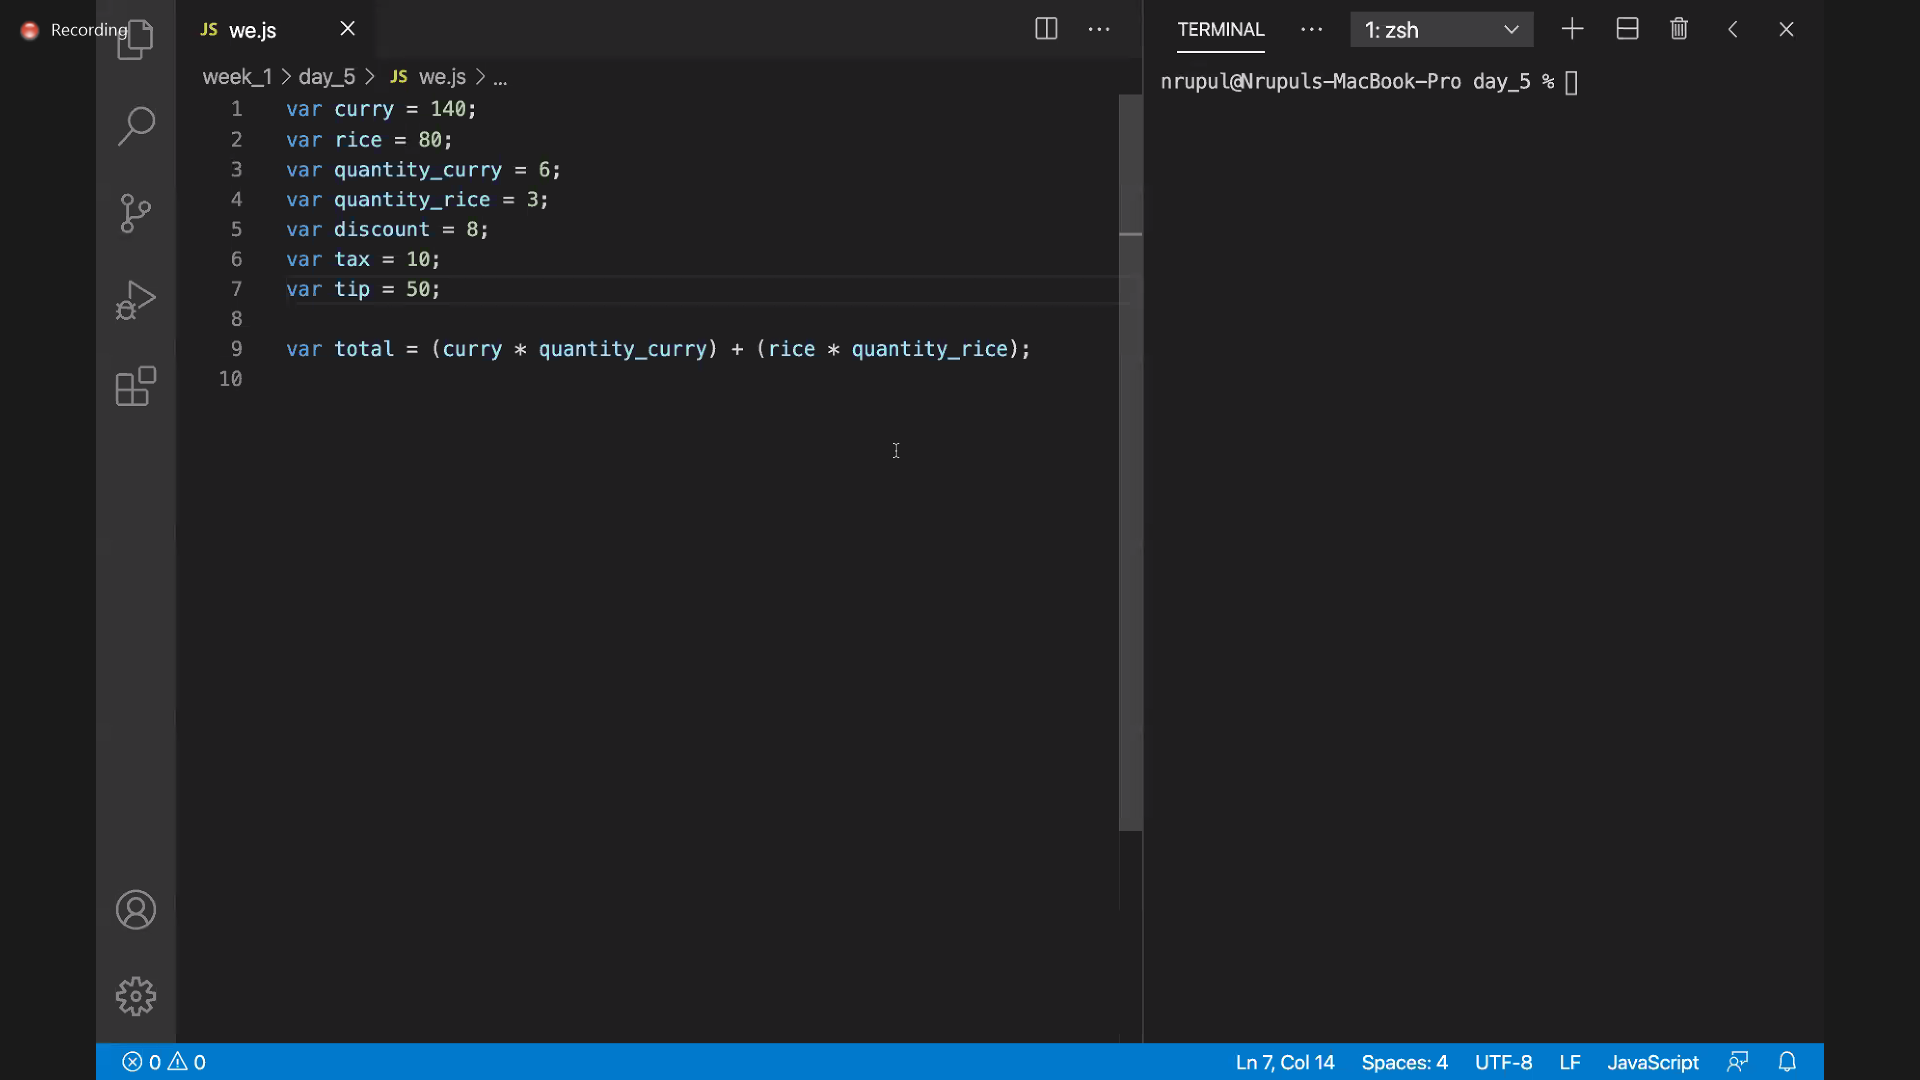 Recording
JS we.js
week_1 > day_5 > JS we.js > ...
1 var curry = 140;
2 var rice = 80;
3 var quantity_curry = 6;
4 var quantity_rice = 3;
5 var discount = 8;
6 var tax = 10;
7 var tip = 50;
8
9 var total = (curry * quantity_curry) + (rice * quantity_rice);
10
TERMINAL ... 1: zsh
nrupul@Nrupuls-MacBook-Pro day_5 %
0 0
Ln 7, Col 14 Spaces: 4 UTF-8 LF JavaScript